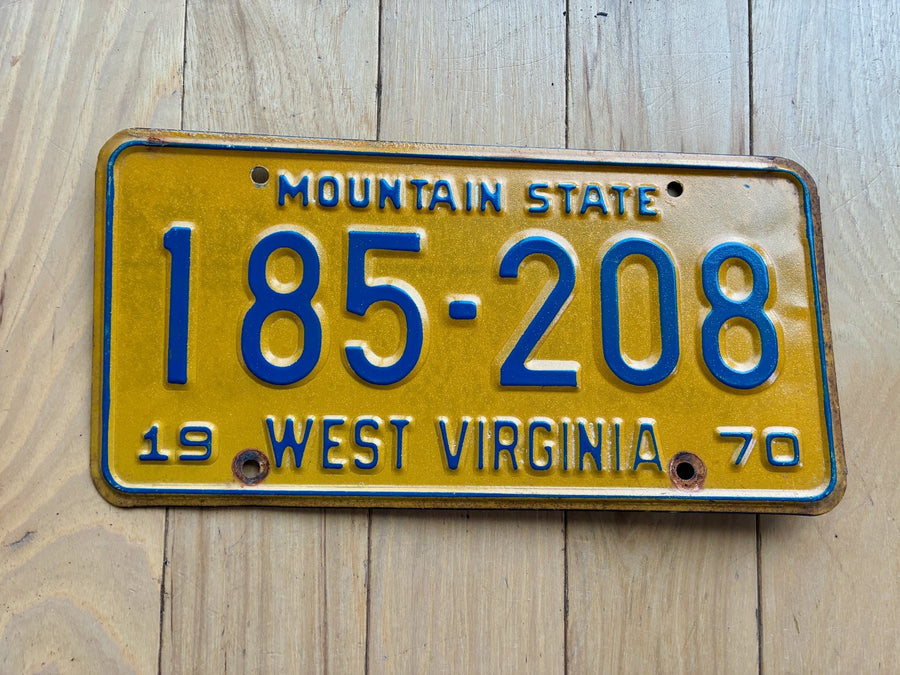 MOUNTAIN STATE
185-208
19 WEST VIRGINIA 70